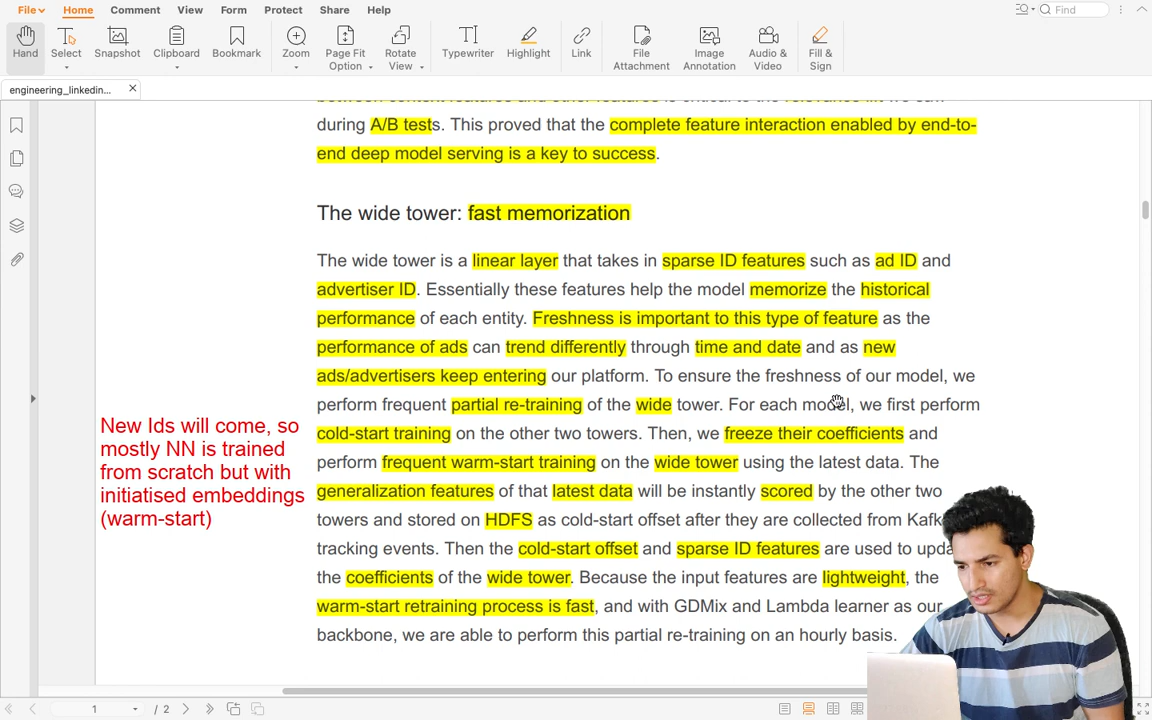 File Home Comment View Form Protect Share Help Find
Hand Select Snapshot Clipboard Bookmark Zoom Page Fit Option Rotate View Typewriter Highlight Link File Attachment Image Annotation Audio & Video Fill & Sign
engineering_linkedin...
during A/B tests. This proved that the complete feature interaction enabled by end-to-
end deep model serving is a key to success.
The wide tower: fast memorization
The wide tower is a linear layer that takes in sparse ID features such as ad ID and
advertiser ID. Essentially these features help the model memorize the historical
performance of each entity. Freshness is important to this type of feature as the
performance of ads can trend differently through time and date and as new
ads/advertisers keep entering our platform. To ensure the freshness of our model, we
perform frequent partial re-training of the wide tower. For each model, we first perform
cold-start training on the other two towers. Then, we freeze their coefficients and
perform frequent warm-start training on the wide tower using the latest data. The
generalization features of that latest data will be instantly scored by the other two
towers and stored on HDFS as cold-start offset after they are collected from
tracking events. Then the cold-start offset and sparse ID features are used to
the coefficients of the wide tower. Because the input features are lightweight, the
warm-start retraining process is fast, and with GDMix and Lambda learner as our
backbone, we are able to perform this partial re-training on an hourly basis.
New Ids will come, so
mostly NN is trained
from scratch but with
initiatised embeddings
(warm-start)
1 / 2